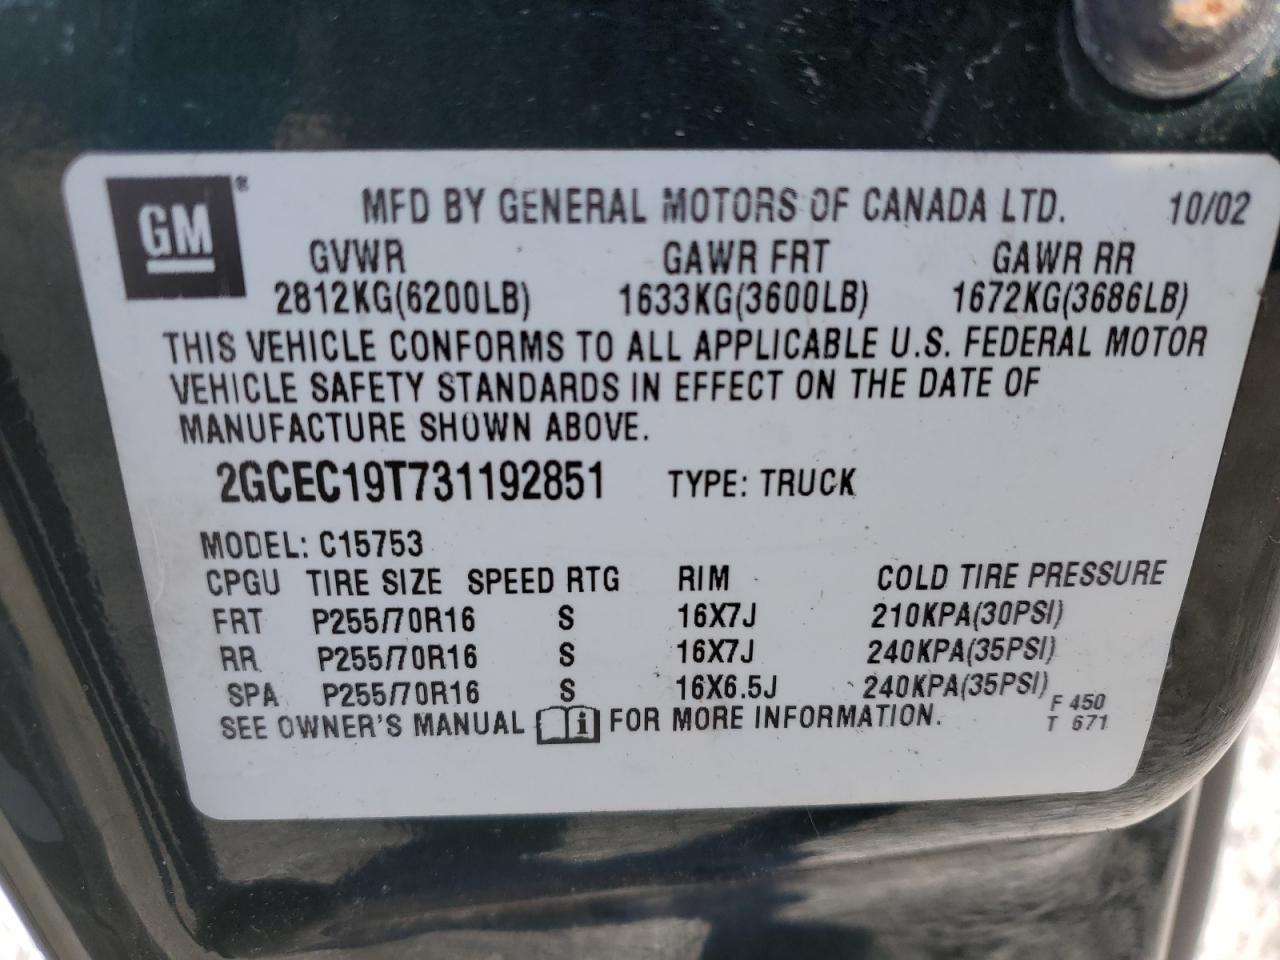 GM ® MFD BY GENERAL MOTORS OF CANADA LTD. 10/02
GVWR GAWR FRT GAWR RR
2812KG(6200LB) 1633KG(3600LB) 1672KG(3686LB)
THIS VEHICLE CONFORMS TO ALL APPLICABLE U.S. FEDERAL MOTOR
VEHICLE SAFETY STANDARDS IN EFFECT ON THE DATE OF
MANUFACTURE SHOWN ABOVE.
2GCEC19T731192851 TYPE: TRUCK
MODEL: C15753
CPGU TIRE SIZE SPEED RTG RIM COLD TIRE PRESSURE
FRT P255/70R16 S 16X7J 210KPA(30PSI)
RR P255/70R16 S 16X7J 240KPA(35PSI)
SPA P255/70R16 S 16X6.5J 240KPA(35PSI) F 450
SEE OWNER'S MANUAL i FOR MORE INFORMATION. T 671